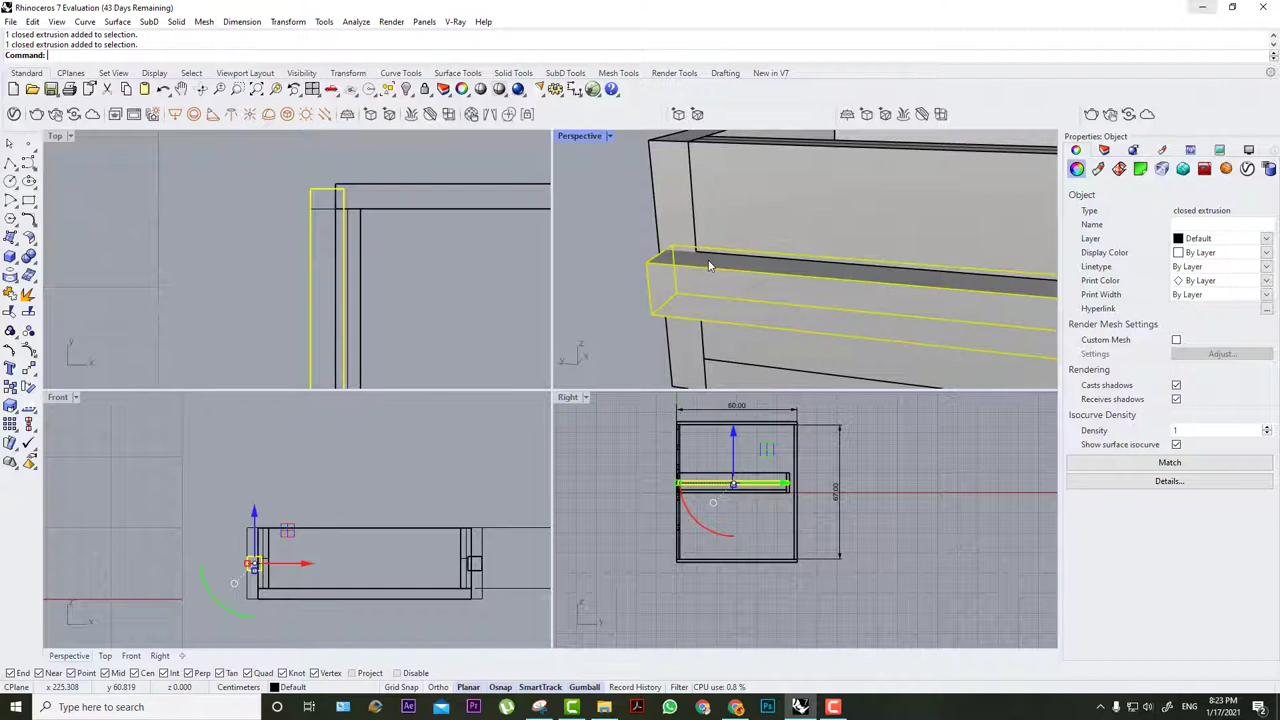 Rhinoceros 7 Evaluation (43 Days Remaining)
File Edit View Curve Surface SubD Solid Mesh Dimension Transform Tools Analyze Render Panels V-Ray Help
1 closed extrusion added to selection.
1 closed extrusion added to selection.
Command:
Standard CPlanes Set View Display Select Viewport Layout Visibility Transform Curve Tools Surface Tools Solid Tools SubD Tools Mesh Tools Render Tools Drafting New in V7
Top
Perspective
Properties: Object
Object
Type closed extrusion
Name
Layer Default
Display Color By Layer
Linetype By Layer
Print Color By Layer
Print Width By Layer
Hyperlink ...
Render Mesh Settings
Custom Mesh
Settings Adjust...
Rendering
Casts shadows
Receives shadows
Isocurve Density
Density 1
Show surface isocurve
Match
Details...
y x
z
Front
Right
60.00
67.00
z x
z y
Perspective Top Front Right
End Near Point Mid Cen Int Perp Tan Quad Knot Vertex Project Disable
CPlane x 225.308 y 60.819 z 0.000 Centimeters Default Grid Snap Ortho Planar Osnap SmartTrack Gumball Record History Filter CPU use: 0.8 %
Type here to search
8:23 PM
1/17/2021